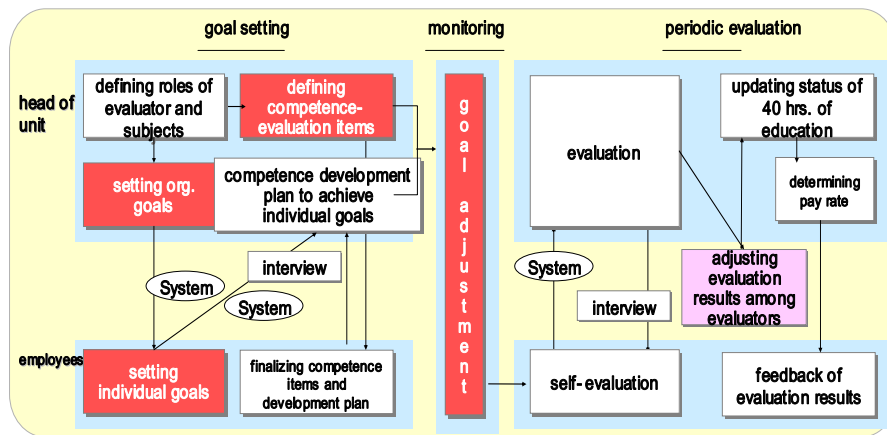 goal setting
monitoring
periodic evaluation
head of
unit
defining roles of
evaluator and
subjects
defining
competence-
evaluation items
setting org.
goals
competence development
plan to achieve
individual goals
interview
System
System
employees
setting
individual goals
finalizing competence
items and
development plan
goal adjustment
evaluation
updating status of
40 hrs. of
education
determining
pay rate
System
interview
adjusting
evaluation
results among
evaluators
self-evaluation
feedback of
evaluation results